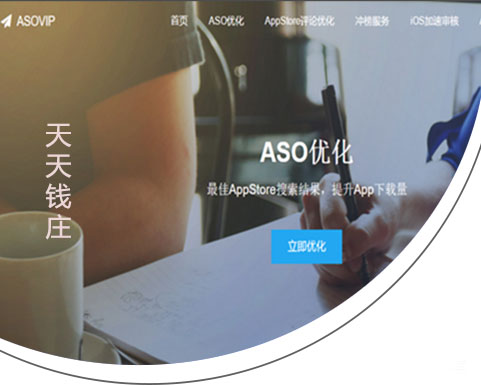 ASOVIP
首页 ASO优化 AppStore评论优化 冲榜服务 iOS加速审核
天天钱庄
ASO优化
最佳AppStore搜索结果，提升App下载量
立即优化